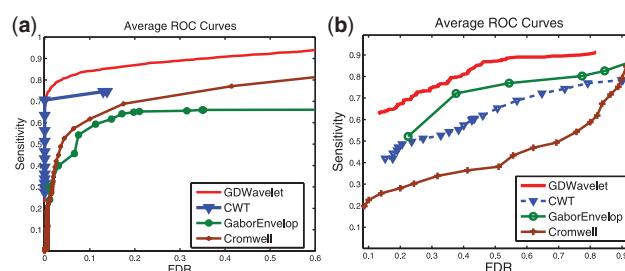 (a)
Average ROC Curves
Sensitivity
1
0.9
0.8
0.7
0.6
0.5
0.4
0.3
0.2
0.1
0
0 0.1 0.2 0.3 0.4 0.5 0.6
FDR
GDWavelet
CWT
GaborEnvelop
Cromwell
(b)
Average ROC Curves
Sensitivity
0.9
0.8
0.7
0.6
0.5
0.4
0.3
0.2
0.1
0.1 0.2 0.3 0.4 0.5 0.6 0.7 0.8 0.9
FDR
GDWavelet
CWT
GaborEnvelop
Cromwell